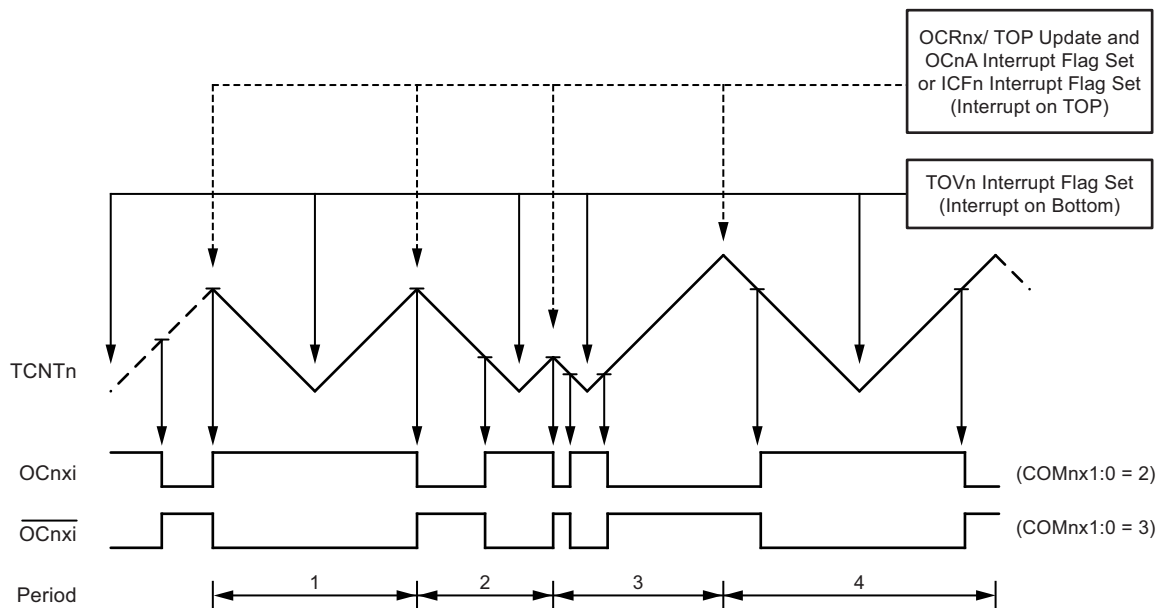 OCRnx/ TOP Update and
OCnA Interrupt Flag Set
or ICFn Interrupt Flag Set
(Interrupt on TOP)
TOVn Interrupt Flag Set
(Interrupt on Bottom)
TCNTn
OCnxi
(COMnx1:0 = 2)
OCnxi
(COMnx1:0 = 3)
Period
1
2
3
4